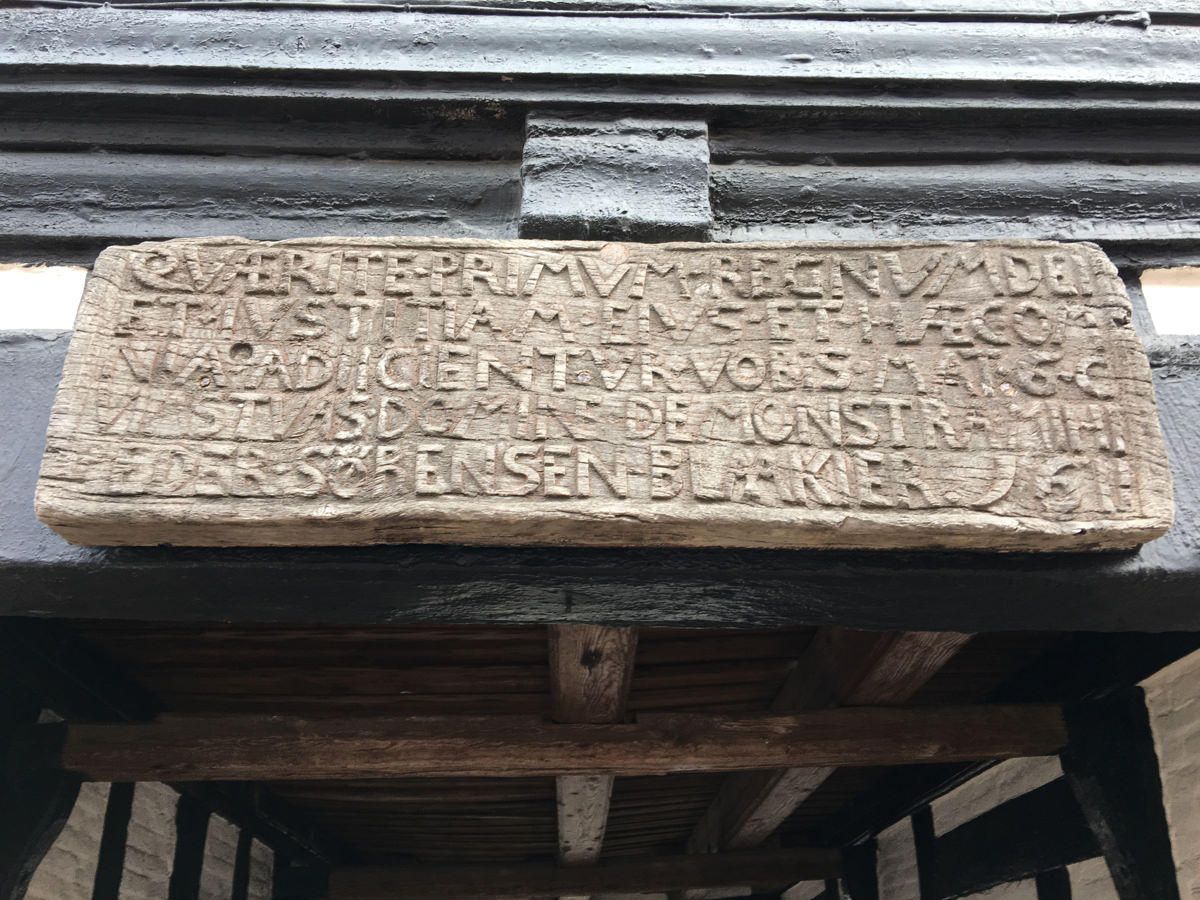 QVÆRITE·PRIMVM·REGNVM DEI
ET·IVSTITIAM·EIVS·ET·HÆC OM
NIA·ADIICIENTVR·VOBIS·MAT·6·C
VIAS TVAS·DOMINE DEMONSTRA MIHI
PEDER·SØRENSEN·BLAKIER